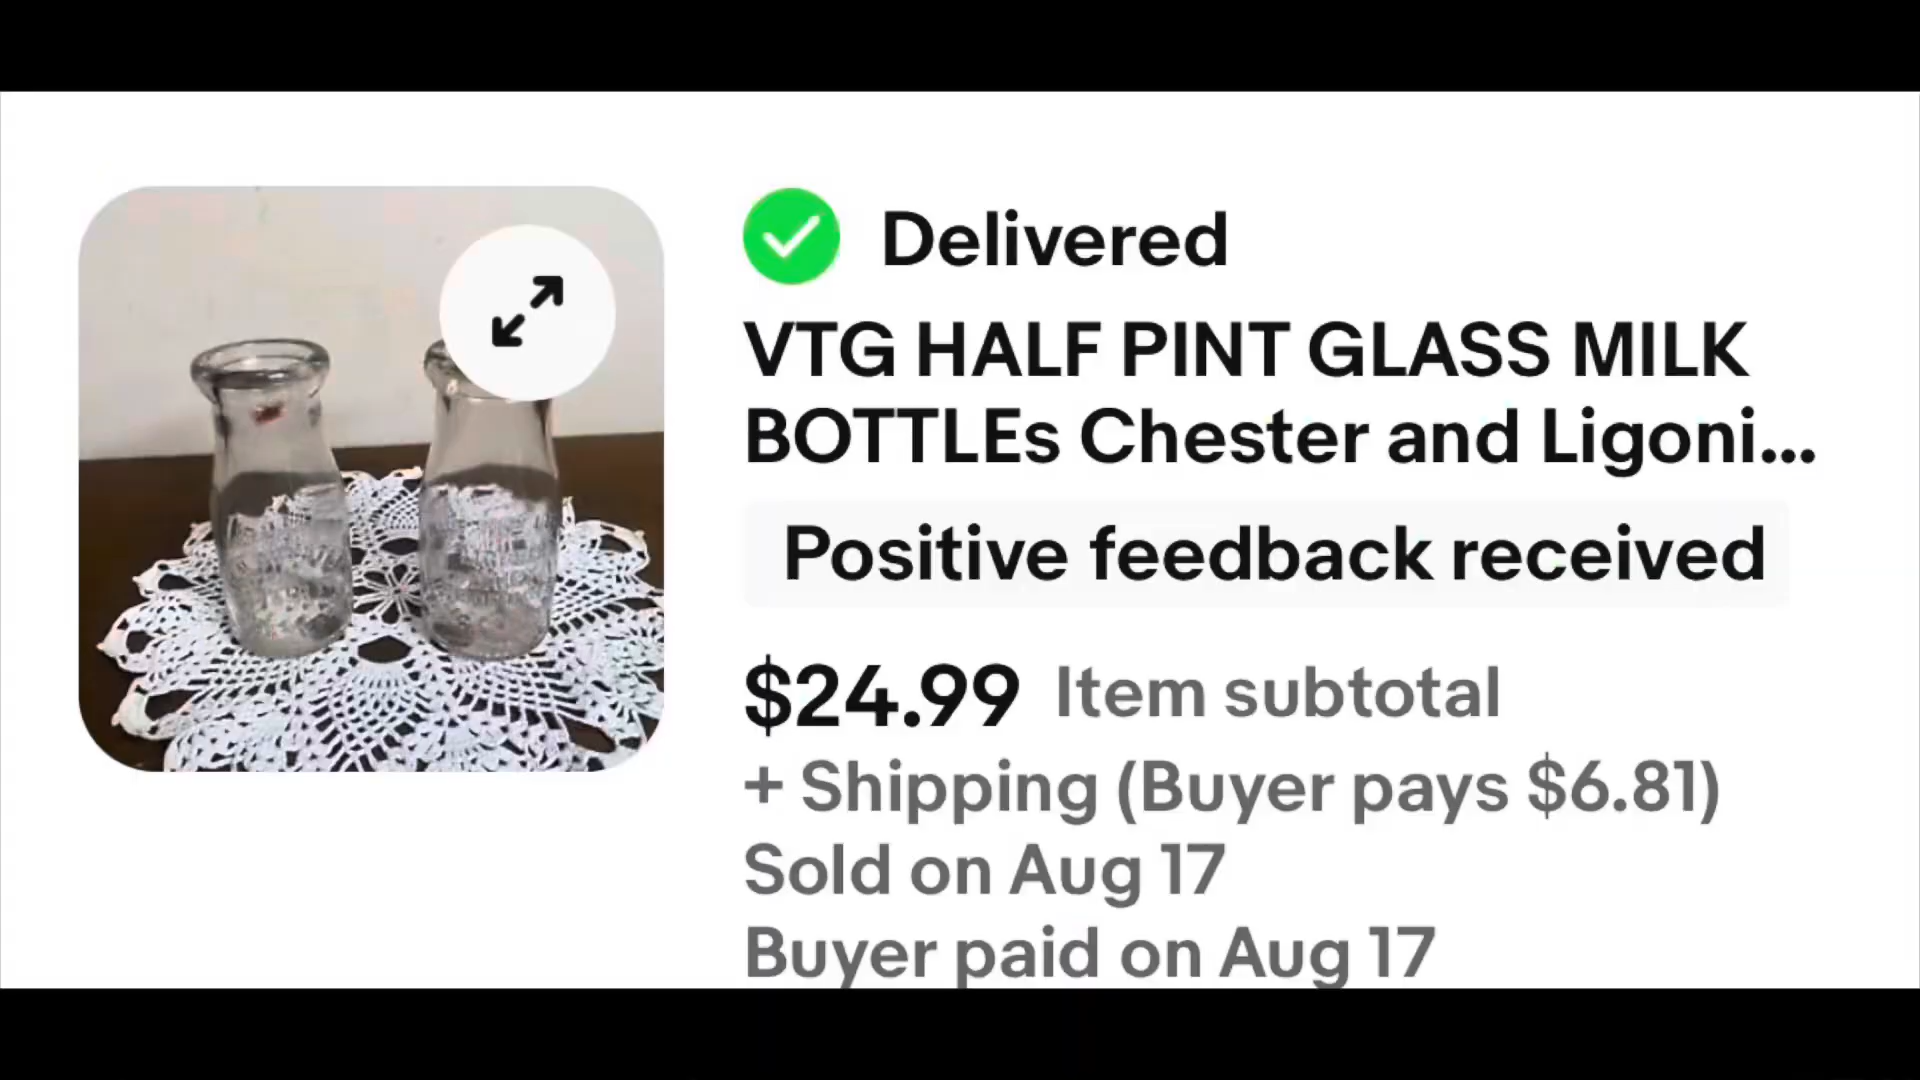 Delivered
VTG HALF PINT GLASS MILK
BOTTLEs Chester and Ligoni...
Positive feedback received
$24.99 Item subtotal
+ Shipping (Buyer pays $6.81)
Sold on Aug 17
Buyer paid on Aug 17